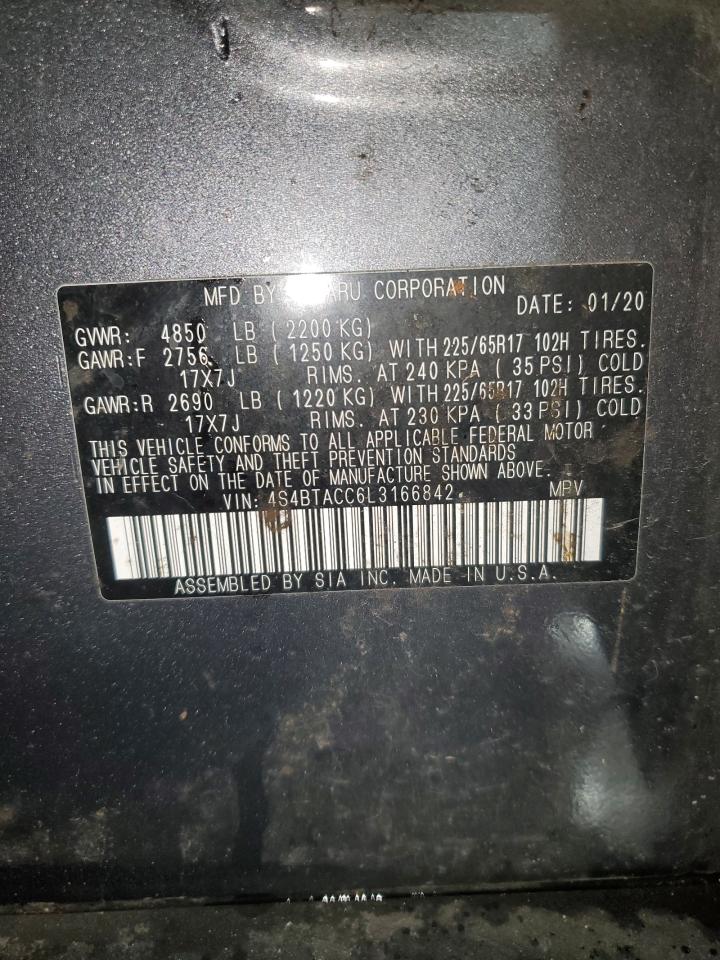 MFD BY SUBARU CORPORATION DATE: 01/20
GVWR: 4850 LB (2200 KG)
GAWR:F 2756 LB (1250 KG) WITH 225/65R17 102H TIRES.
17X7J RIMS. AT 240 KPA (35 PSI) COLD
GAWR:R 2690 LB (1220 KG) WITH 225/65R17 102H TIRES.
17X7J RIMS. AT 230 KPA (33 PSI) COLD
THIS VEHICLE CONFORMS TO ALL APPLICABLE FEDERAL MOTOR
VEHICLE SAFETY AND THEFT PREVENTION STANDARDS
IN EFFECT ON THE DATE OF MANUFACTURE SHOWN ABOVE.
VIN: 4S4BTACC6L3166842 MPV
ASSEMBLED BY SIA INC. MADE IN U.S.A.